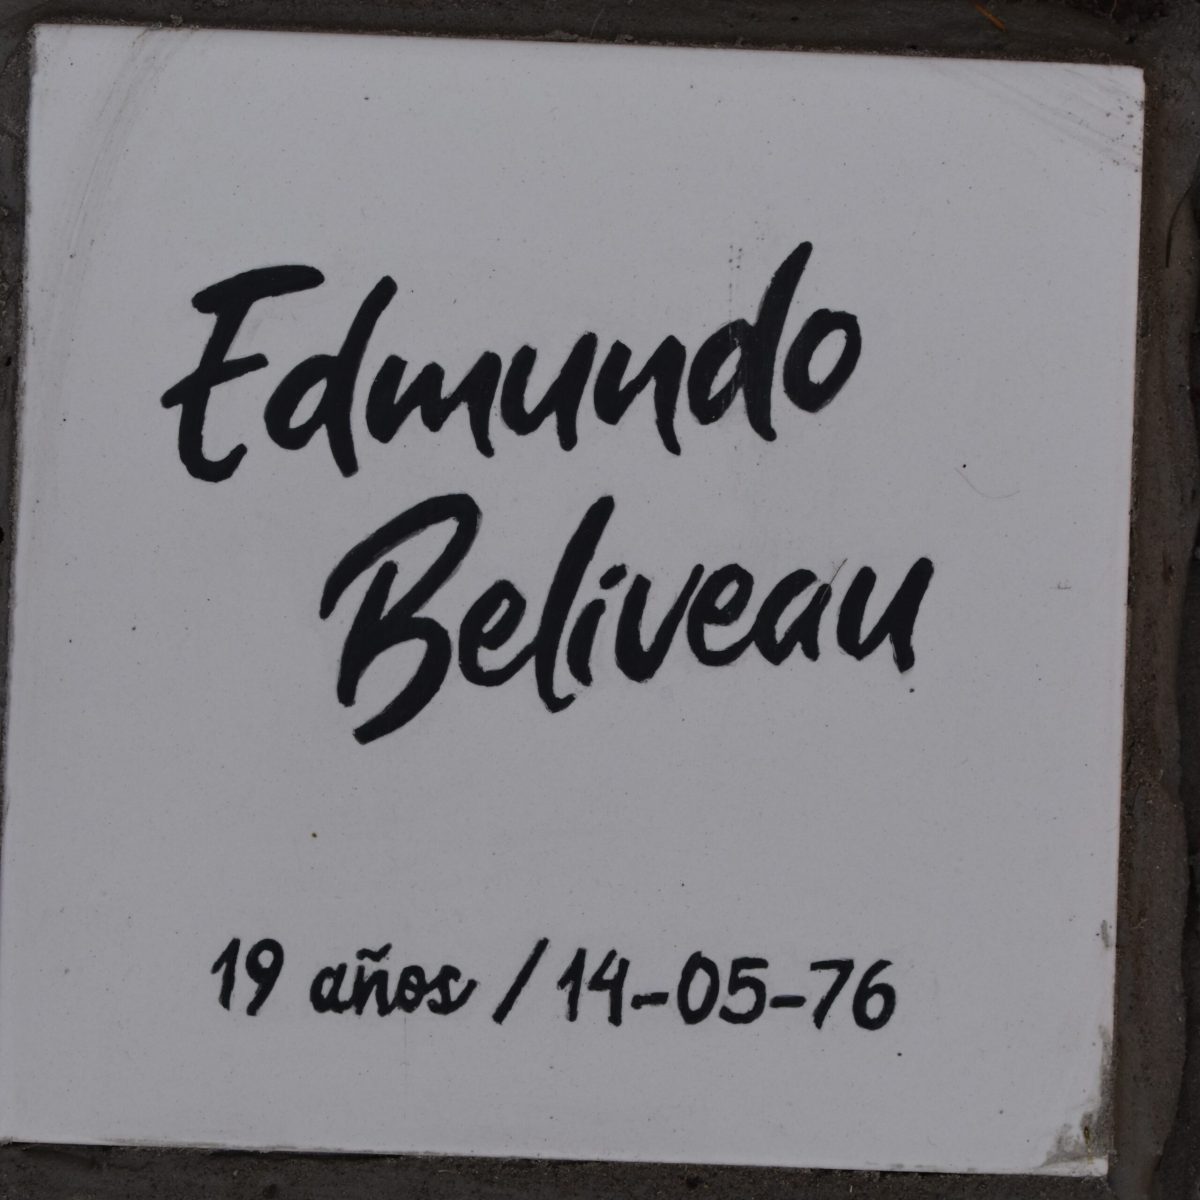 Edmundo
Beliveau
19 años / 14-05-76